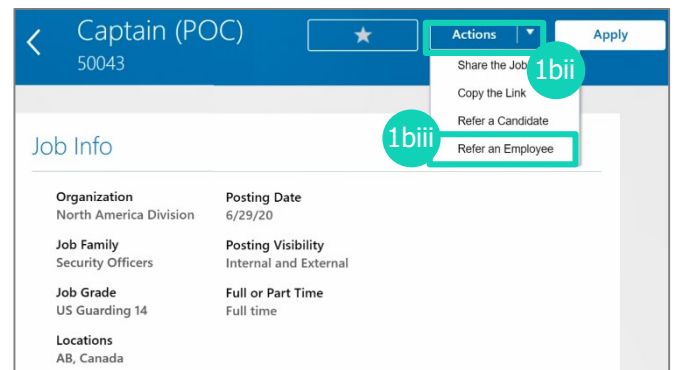 Captain (POC)
50043
Actions
Apply
Share the Job
1bii
Copy the Link
Refer a Candidate
1biii
Refer an Employee
Job Info
Organization
North America Division
Posting Date
6/29/20
Job Family
Security Officers
Posting Visibility
Internal and External
Job Grade
US Guarding 14
Full or Part Time
Full time
Locations
AB, Canada